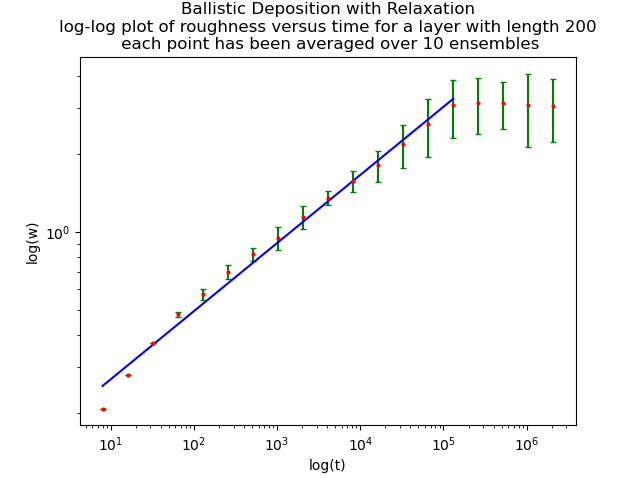 Ballistic Deposition with Relaxation
log-log plot of roughness versus time for a layer with length 200
each point has been averaged over 10 ensembles
log(w)
10⁰
10¹ 10² 10³ 10⁴ 10⁵ 10⁶
log(t)